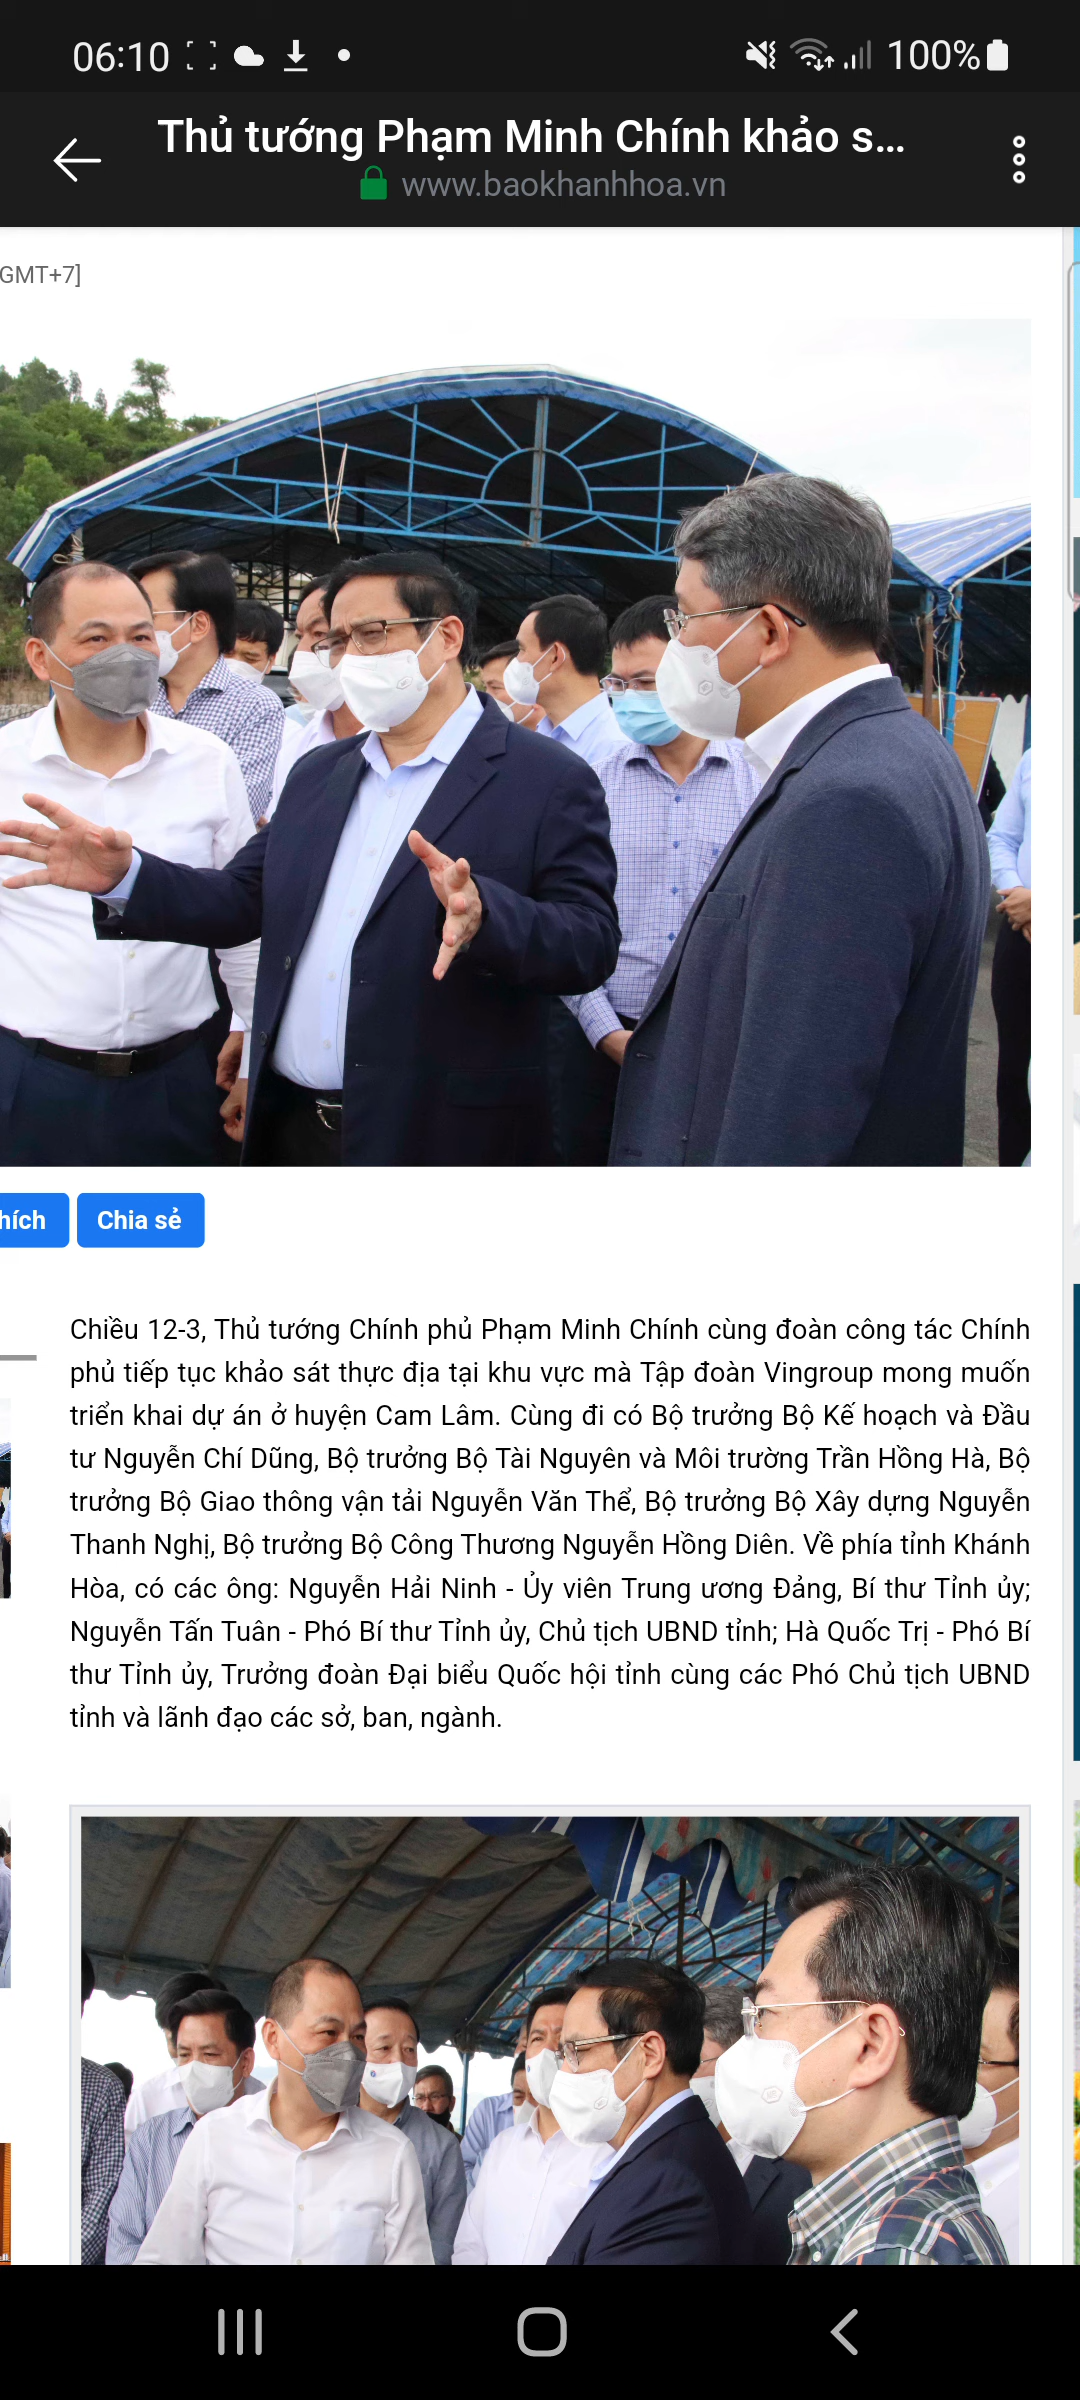 06:10
100%
Thủ tướng Phạm Minh Chính khảo s...
www.baokhanhhoa.vn
GMT+7]
hích
Chia sẻ
Chiều 12-3, Thủ tướng Chính phủ Phạm Minh Chính cùng đoàn công tác Chính
phủ tiếp tục khảo sát thực địa tại khu vực mà Tập đoàn Vingroup mong muốn
triển khai dự án ở huyện Cam Lâm. Cùng đi có Bộ trưởng Bộ Kế hoạch và Đầu
tư Nguyễn Chí Dũng, Bộ trưởng Bộ Tài Nguyên và Môi trường Trần Hồng Hà, Bộ
trưởng Bộ Giao thông vận tải Nguyễn Văn Thể, Bộ trưởng Bộ Xây dựng Nguyễn
Thanh Nghị, Bộ trưởng Bộ Công Thương Nguyễn Hồng Diên. Về phía tỉnh Khánh
Hòa, có các ông: Nguyễn Hải Ninh - Ủy viên Trung ương Đảng, Bí thư Tỉnh ủy;
Nguyễn Tấn Tuân - Phó Bí thư Tỉnh ủy, Chủ tịch UBND tỉnh; Hà Quốc Trị - Phó Bí
thư Tỉnh ủy, Trưởng đoàn Đại biểu Quốc hội tỉnh cùng các Phó Chủ tịch UBND
tỉnh và lãnh đạo các sở, ban, ngành.